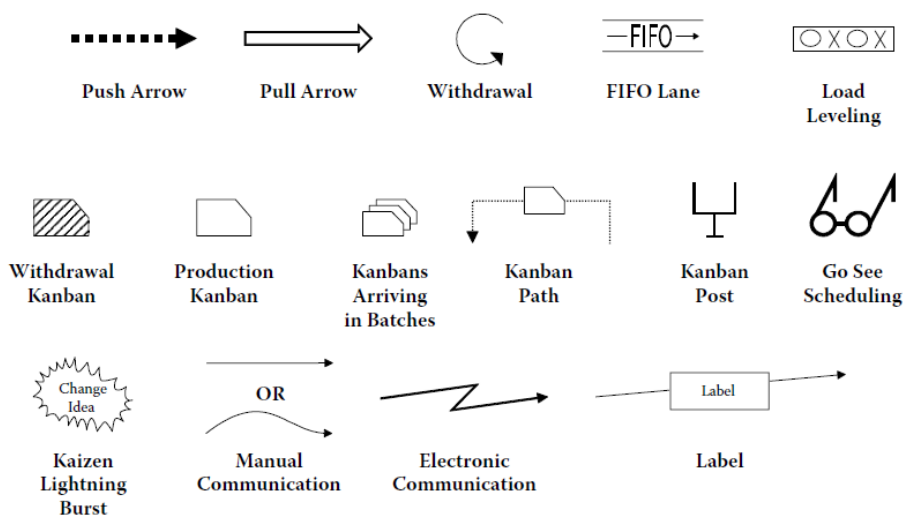 FIFO
OXOX
Push Arrow
Pull Arrow
Withdrawal
FIFO Lane
Load
Leveling
Withdrawal
Kanban
Production
Kanban
Kanbans
Arriving
in Batches
Kanban
Path
Kanban
Post
Go See
Scheduling
Change
Idea
OR
Label
Kaizen
Lightning
Burst
Manual
Communication
Electronic
Communication
Label